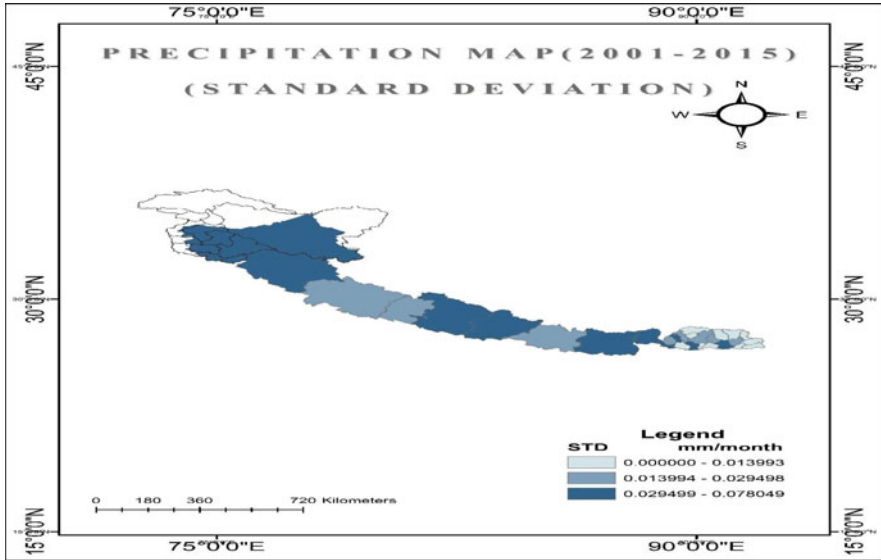 75°0'0"E 90°0'0"E
PRECIPITATION MAP(2001-2015)
(STANDARD DEVIATION)
45°0'0"N 45°0'0"N
N
W E
S
30°0'0"N 30°0'0"N
Legend
STD mm/month
0.000000 - 0.013993
0.013994 - 0.029498
0.029499 - 0.078049
0 180 360 720 Kilometers
15°0'0"N 15°0'0"N
75°0'0"E 90°0'0"E